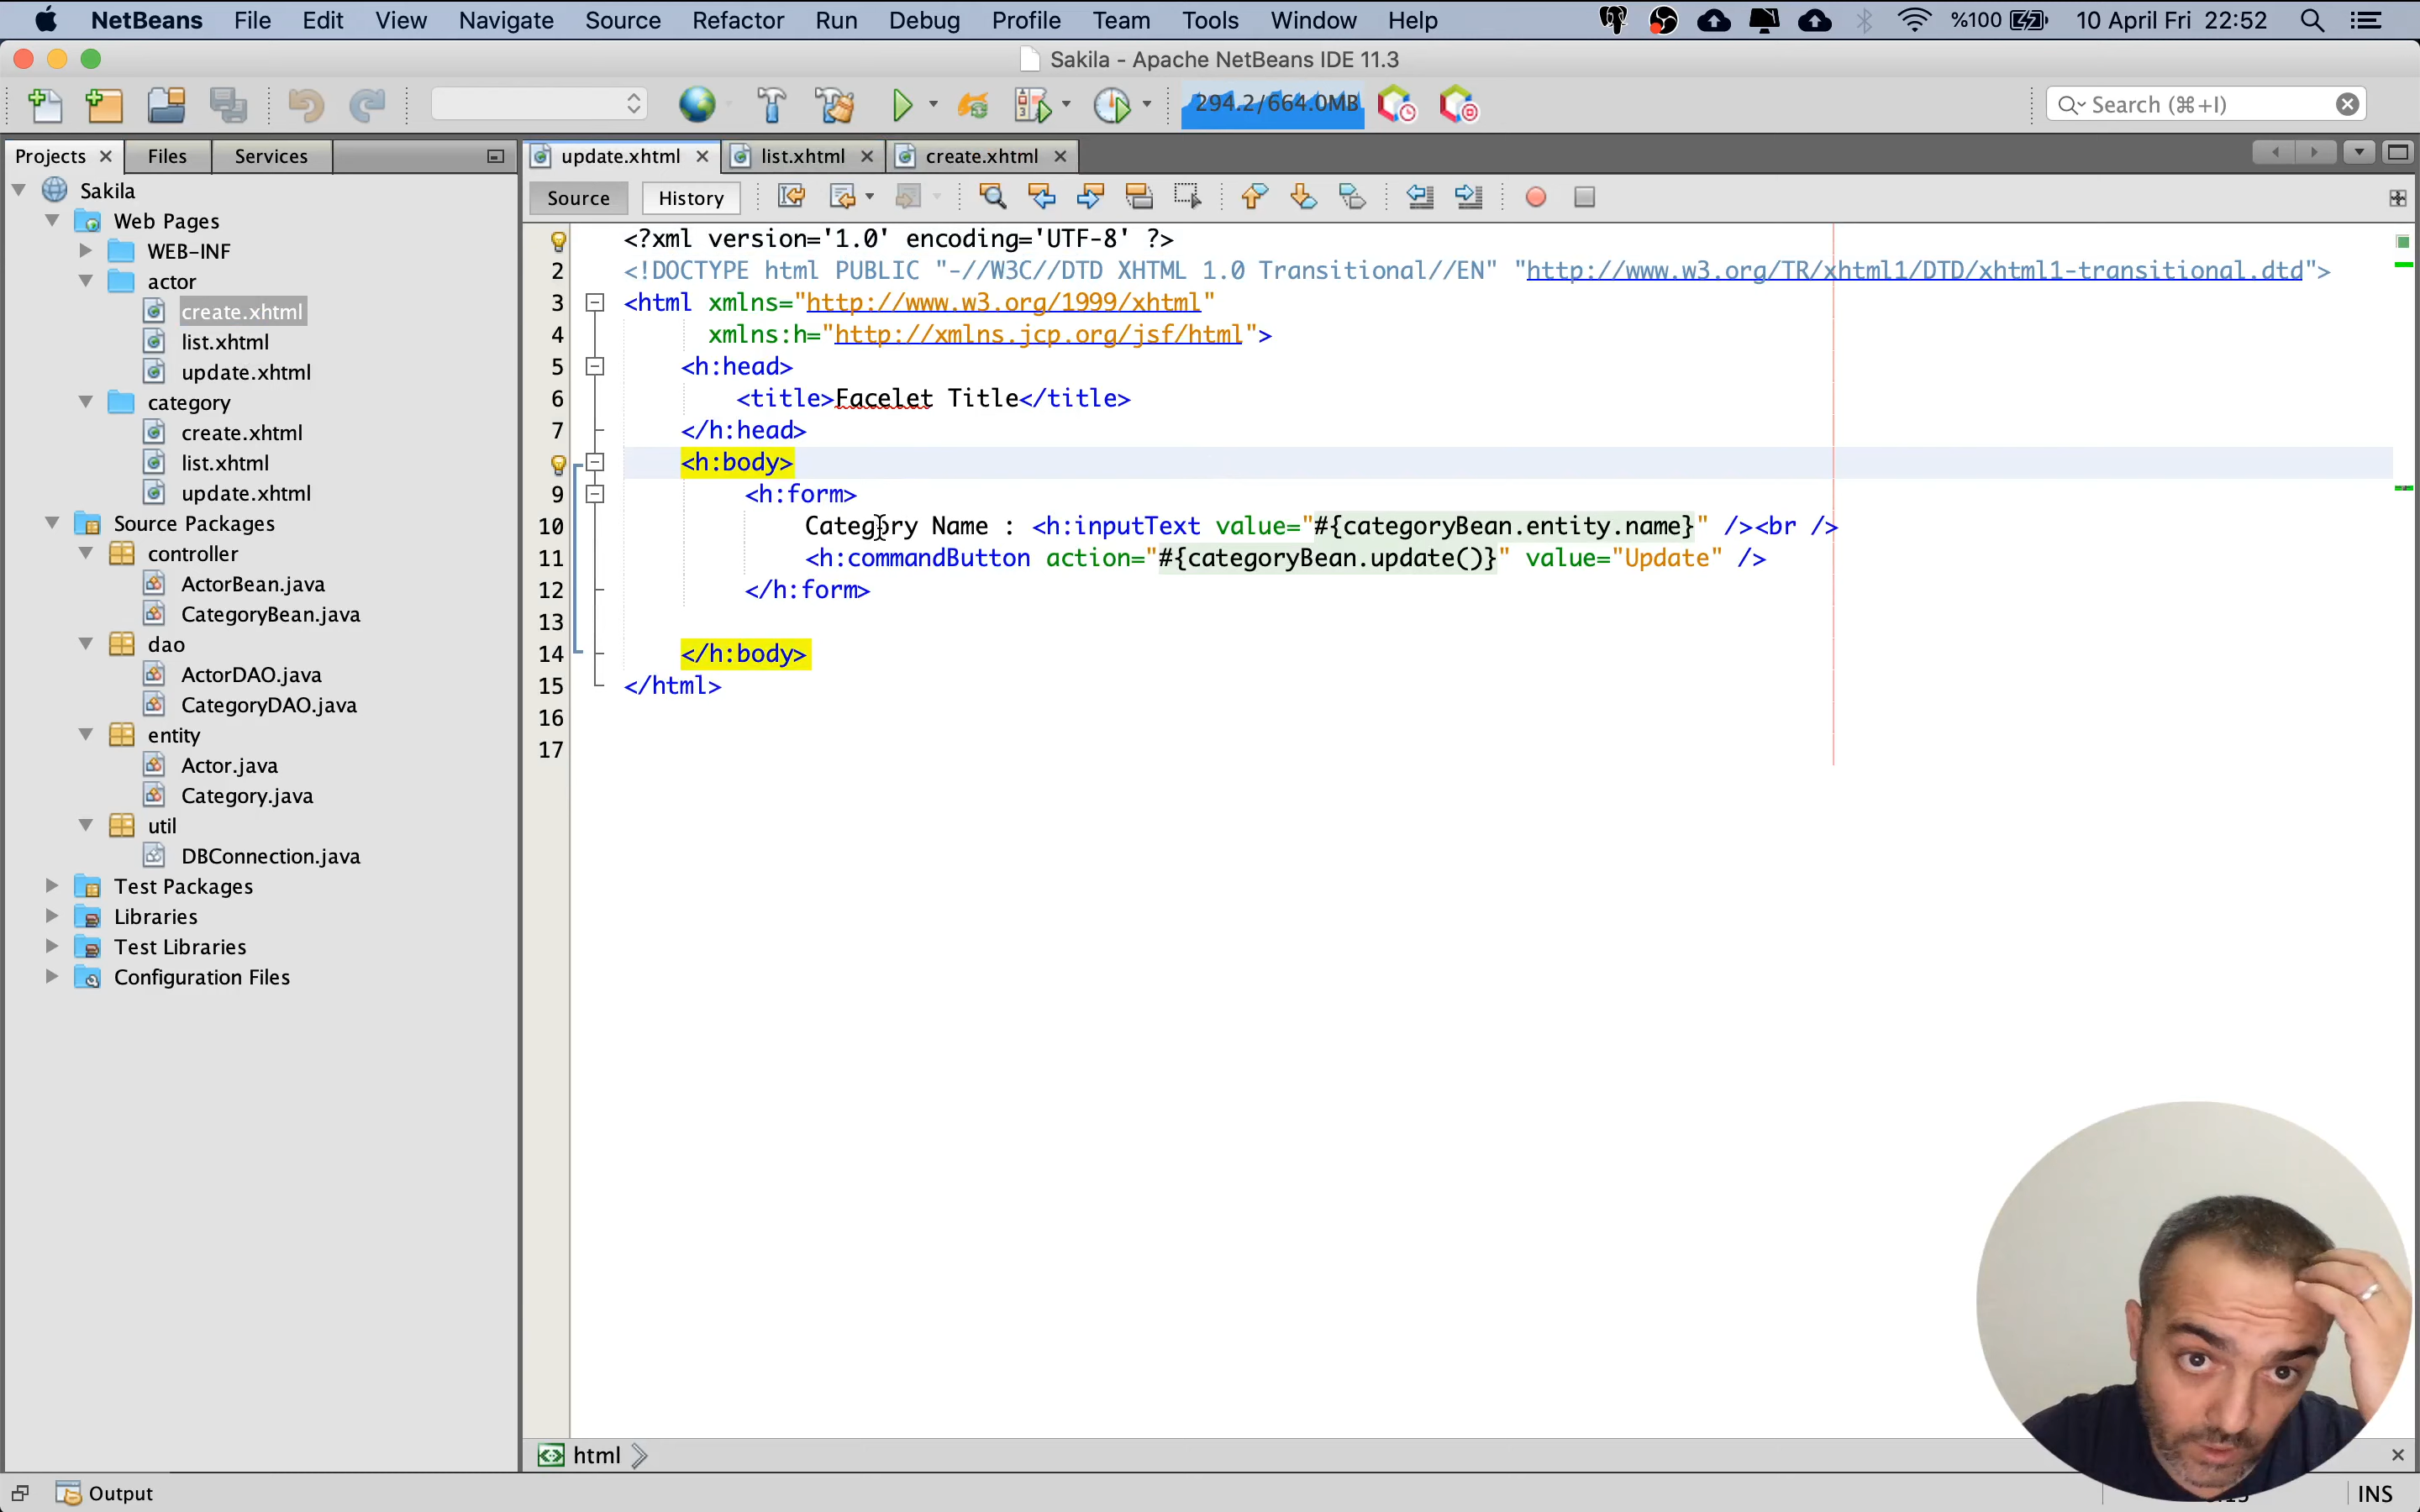 NetBeans File Edit View Navigate Source Refactor Run Debug Profile Team Tools Window Help %100 10 April Fri 22:52
Sakila - Apache NetBeans IDE 11.3
294.2/664.0MB Search (⌘+I)
Projects Files Services
Sakila
Web Pages
WEB-INF
actor
create.xhtml
list.xhtml
update.xhtml
category
create.xhtml
list.xhtml
update.xhtml
Source Packages
controller
ActorBean.java
CategoryBean.java
dao
ActorDAO.java
CategoryDAO.java
entity
Actor.java
Category.java
util
DBConnection.java
Test Packages
Libraries
Test Libraries
Configuration Files
update.xhtml list.xhtml create.xhtml
Source History
<?xml version='1.0' encoding='UTF-8' ?>
2 <!DOCTYPE html PUBLIC "-//W3C//DTD XHTML 1.0 Transitional//EN" "http://www.w3.org/TR/xhtml1/DTD/xhtml1-transitional.dtd">
3 <html xmlns="http://www.w3.org/1999/xhtml"
4 xmlns:h="http://xmlns.jcp.org/jsf/html">
5 <h:head>
6 <title>Facelet Title</title>
7 </h:head>
<h:body>
9 <h:form>
10 Category Name : <h:inputText value="#{categoryBean.entity.name}" /><br />
11 <h:commandButton action="#{categoryBean.update()}" value="Update" />
12 </h:form>
13
14 </h:body>
15 </html>
16
17
html
Output
INS